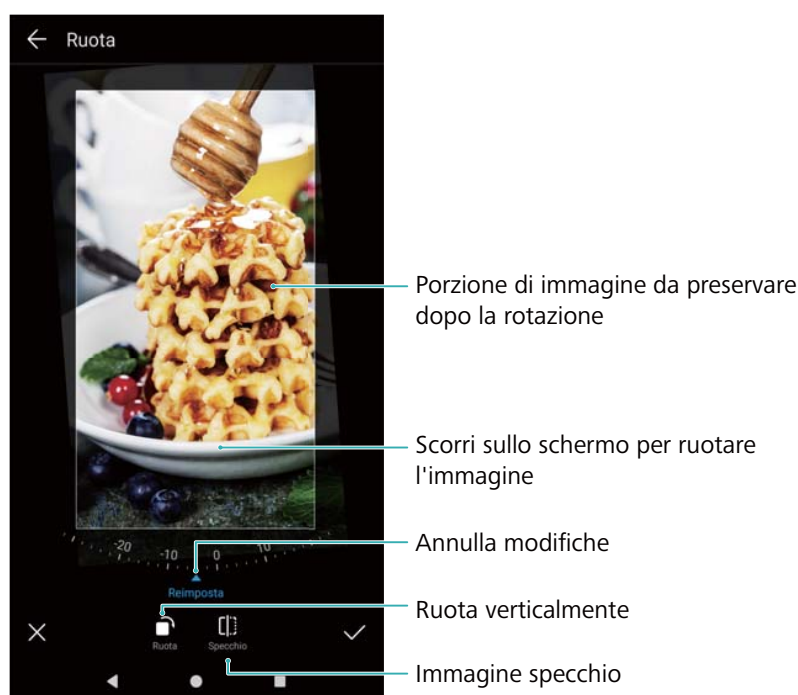 Ruota
Porzione di immagine da preservare
dopo la rotazione
Scorri sullo schermo per ruotare
l'immagine
-20 -10 0 10
Annulla modifiche
Reimposta
Ruota verticalmente
Ruota Specchio
Immagine specchio